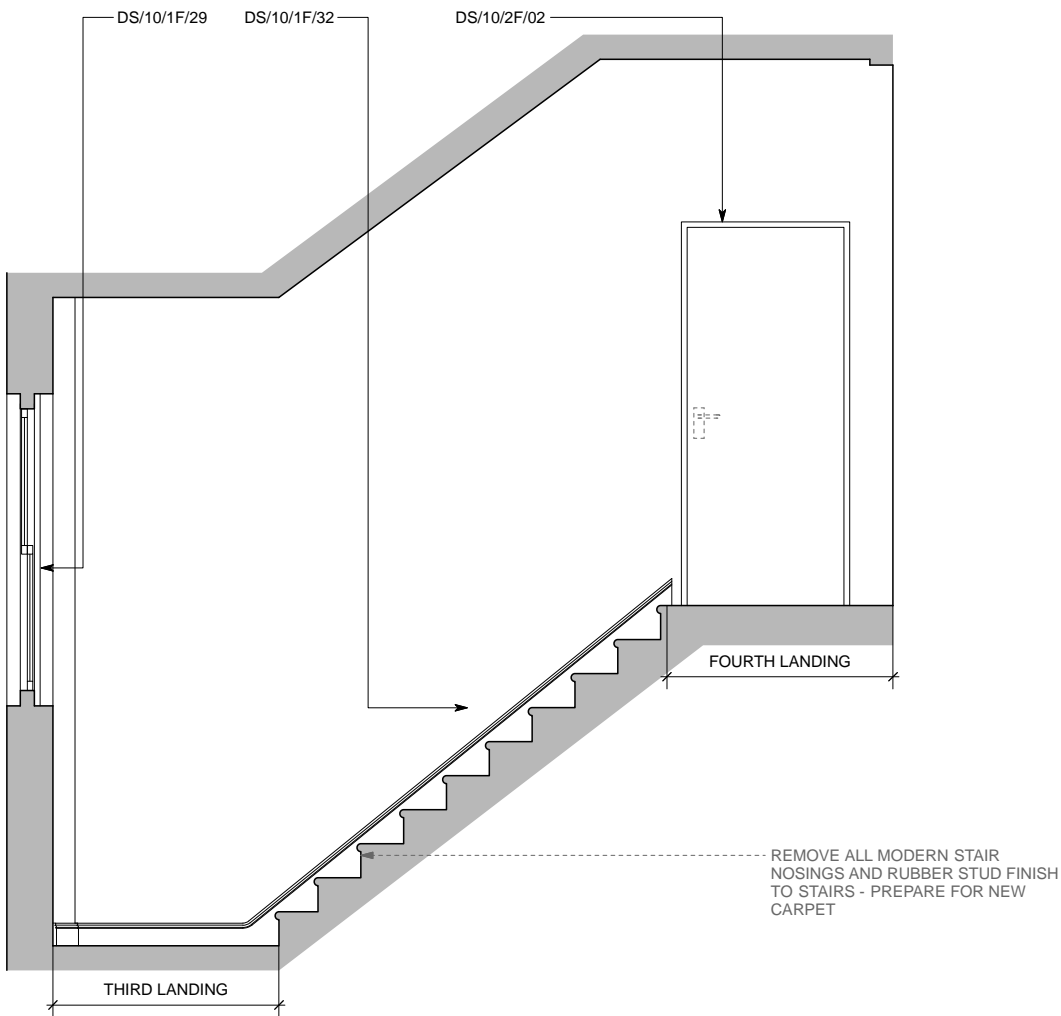 DS/10/1F/29
DS/10/1F/32
DS/10/2F/02
FOURTH LANDING
REMOVE ALL MODERN STAIR
NOSINGS AND RUBBER STUD FINISH
TO STAIRS - PREPARE FOR NEW
CARPET
THIRD LANDING